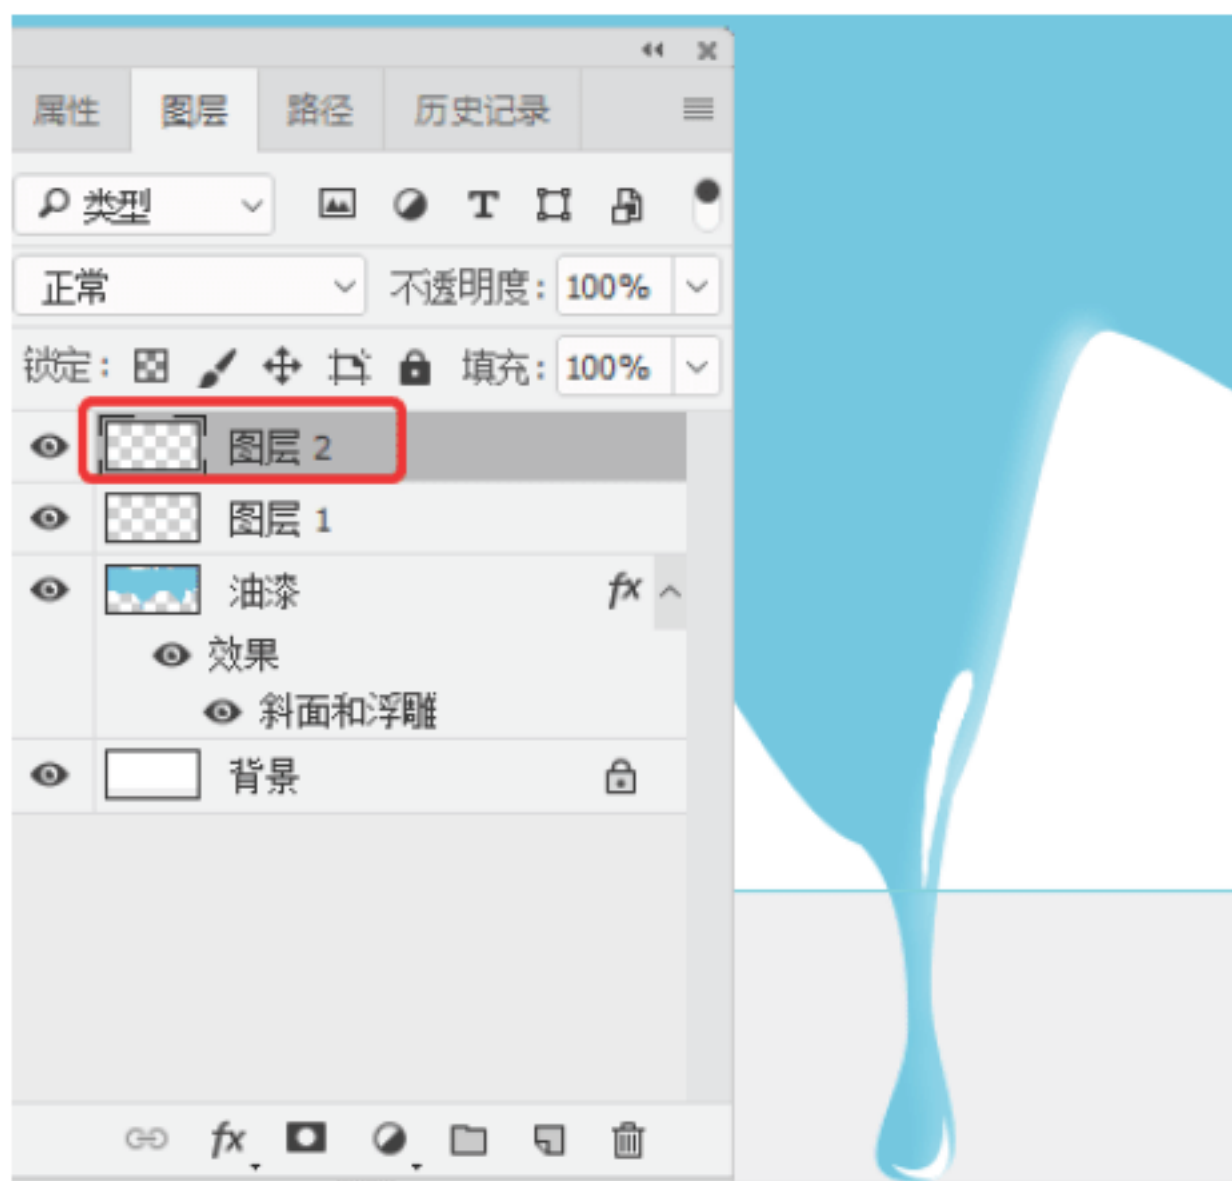 属性 图层 路径 历史记录
类型 T
正常 不透明度: 100%
锁定: 填充: 100%
图层 2
图层 1
油漆 fx
效果
斜面和浮雕
背景
fx